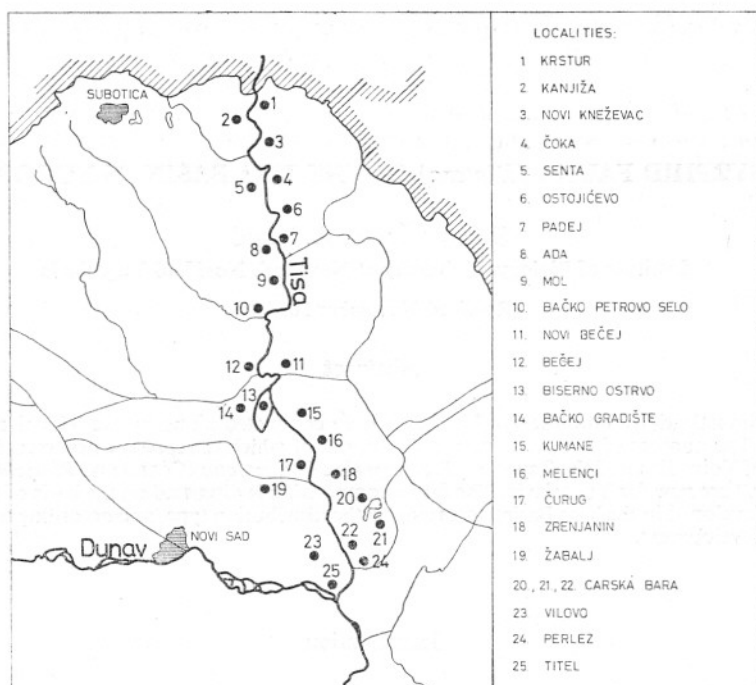 SUBOTICA
1
2
3
4
5
6
7
8
Tisa
9
10
11
12
13
14
15
16
17
18
19
20
21
22
23
24
25
NOVI SAD
Dunav
LOCALITIES:
1 KRSTUR
2 KANJIŽA
3 NOVI KNEŽEVAC
4. ČOKA
5. SENTA
6 OSTOJIĆEVO
7 PADEJ
8 ADA
9 MOL
10. BAČKO PETROVO SELO
11. NOVI BEČEJ
12. BEČEJ
13. BISERNO OSTRVO
14 BAČKO GRADIŠTE
15 KUMANE
16 MELENCI
17 ČURUG
18 ZRENJANIN
19. ŽABALJ
20., 21., 22. CARSKA BARA
23 VILOVO
24 PERLEZ
25. TITEL